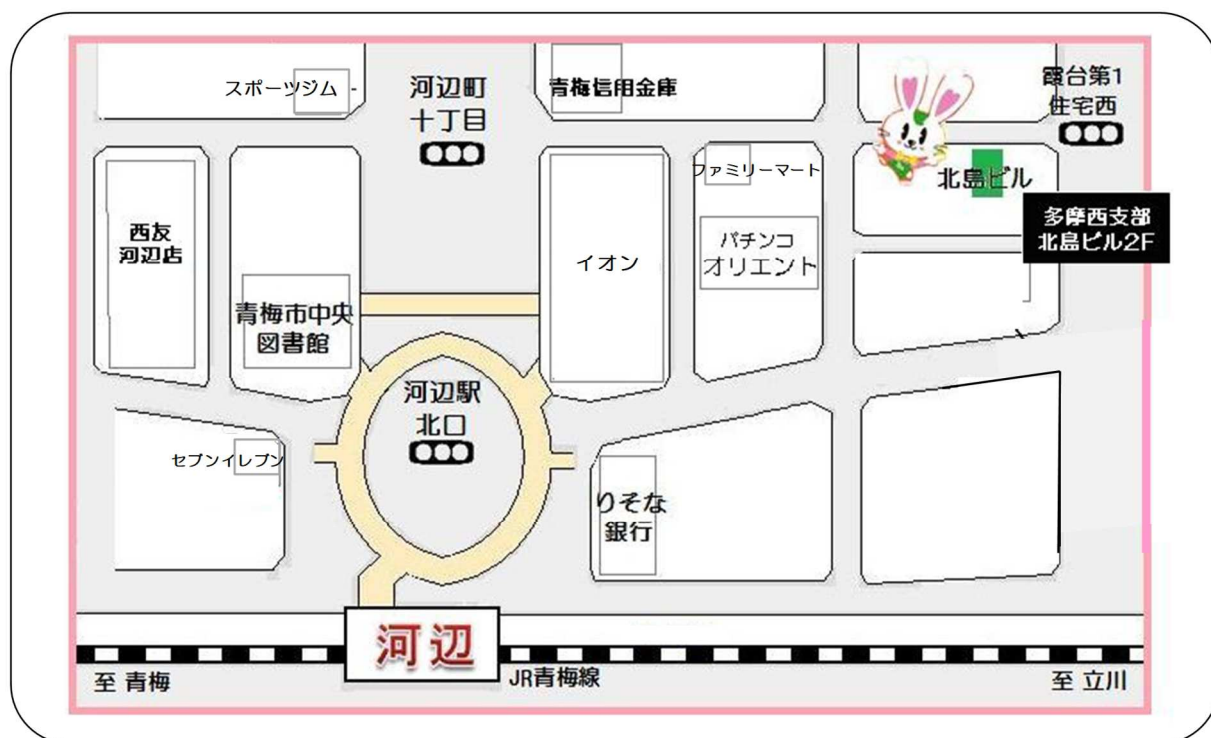 スポーツジム
河辺町
十丁目
青梅信用金庫
霞台第1
住宅西
ファミリーマート
北島ビル
多摩西支部
北島ビル2F
西友
河辺店
パチンコ
オリエント
イオン
青梅市中央
図書館
河辺駅
北口
セブンイレブン
りそな
銀行
河辺
至 青梅
JR青梅線
至 立川